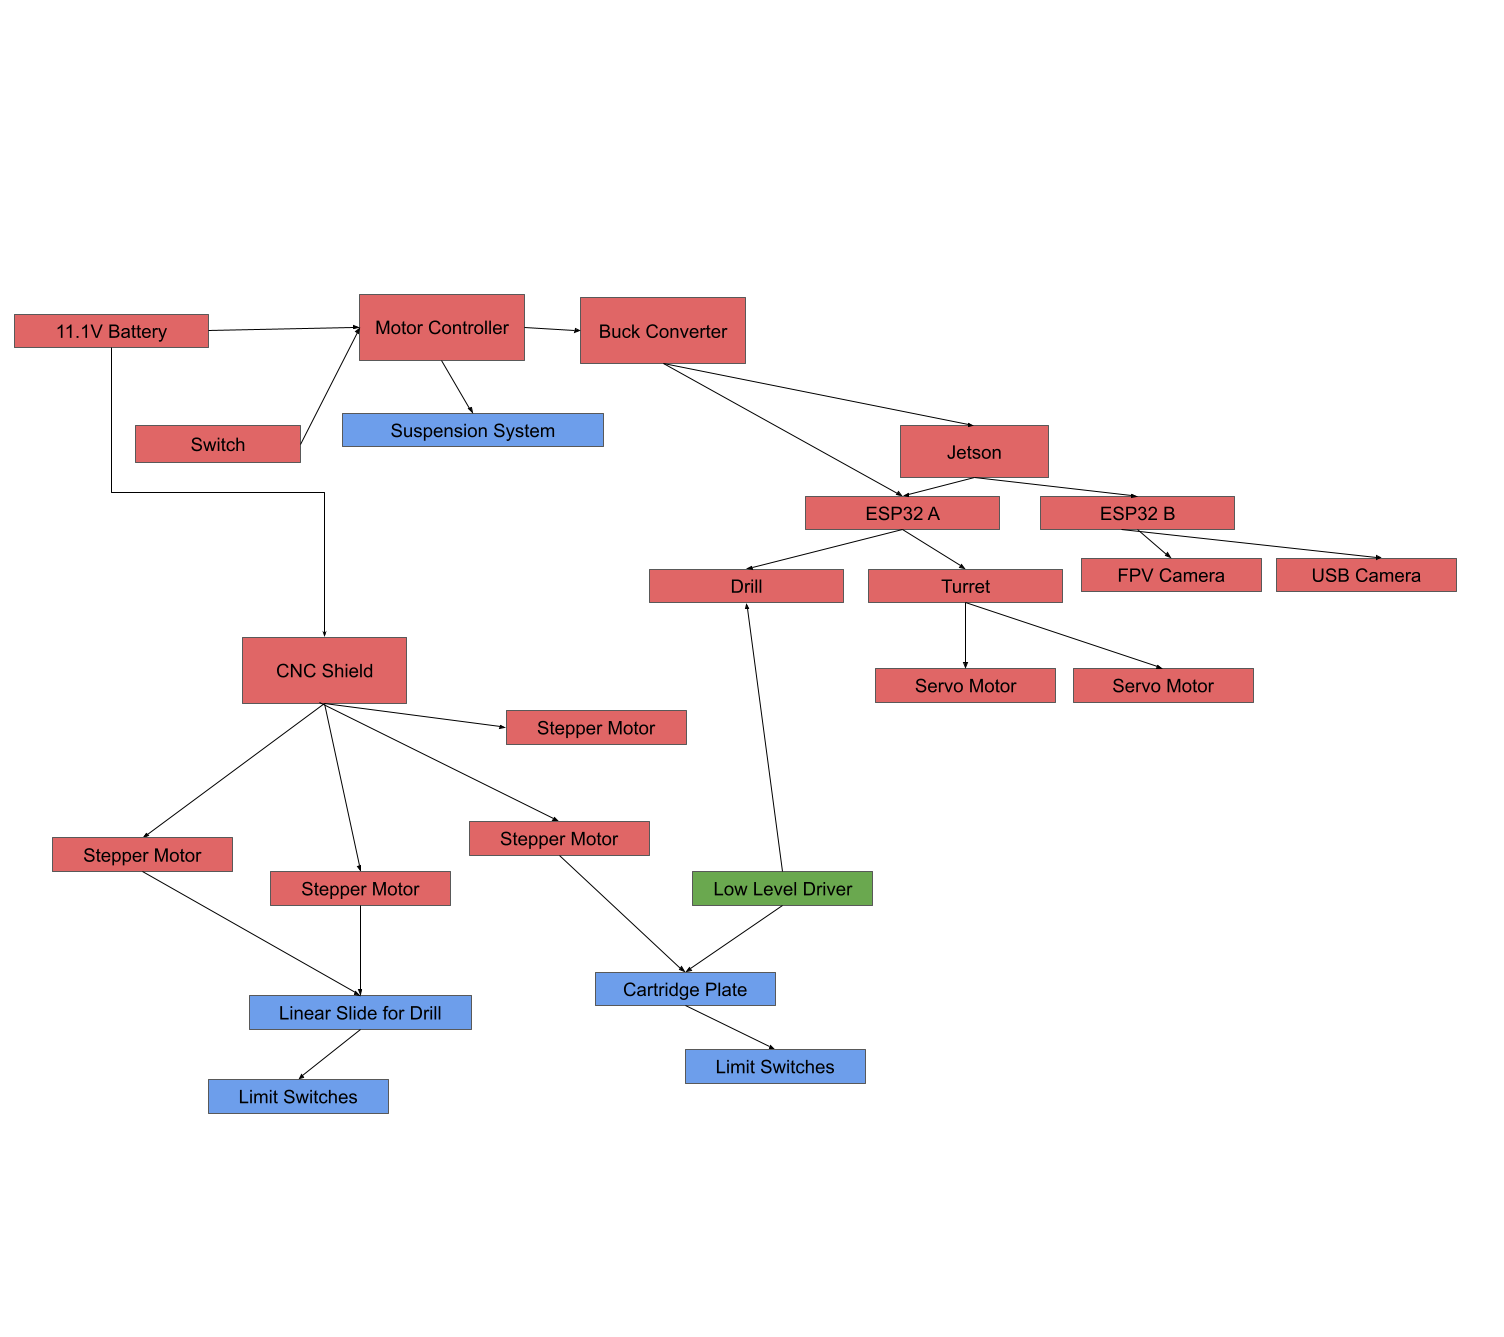 11.1V Battery
Motor Controller
Buck Converter
Switch
Suspension System
Jetson
ESP32 A
ESP32 B
Drill
Turret
FPV Camera
USB Camera
CNC Shield
Servo Motor
Servo Motor
Stepper Motor
Stepper Motor
Stepper Motor
Stepper Motor
Low Level Driver
Linear Slide for Drill
Cartridge Plate
Limit Switches
Limit Switches